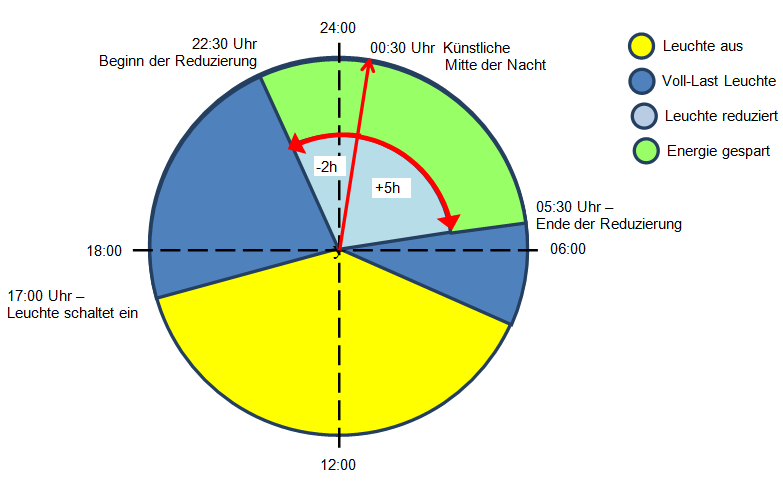 24:00
22:30 Uhr
Beginn der Reduzierung
00:30 Uhr Künstliche
Mitte der Nacht
Leuchte aus
Voll-Last Leuchte
Leuchte reduziert
Energie gespart
-2h
+5h
05:30 Uhr –
Ende der Reduzierung
18:00
06:00
17:00 Uhr –
Leuchte schaltet ein
12:00